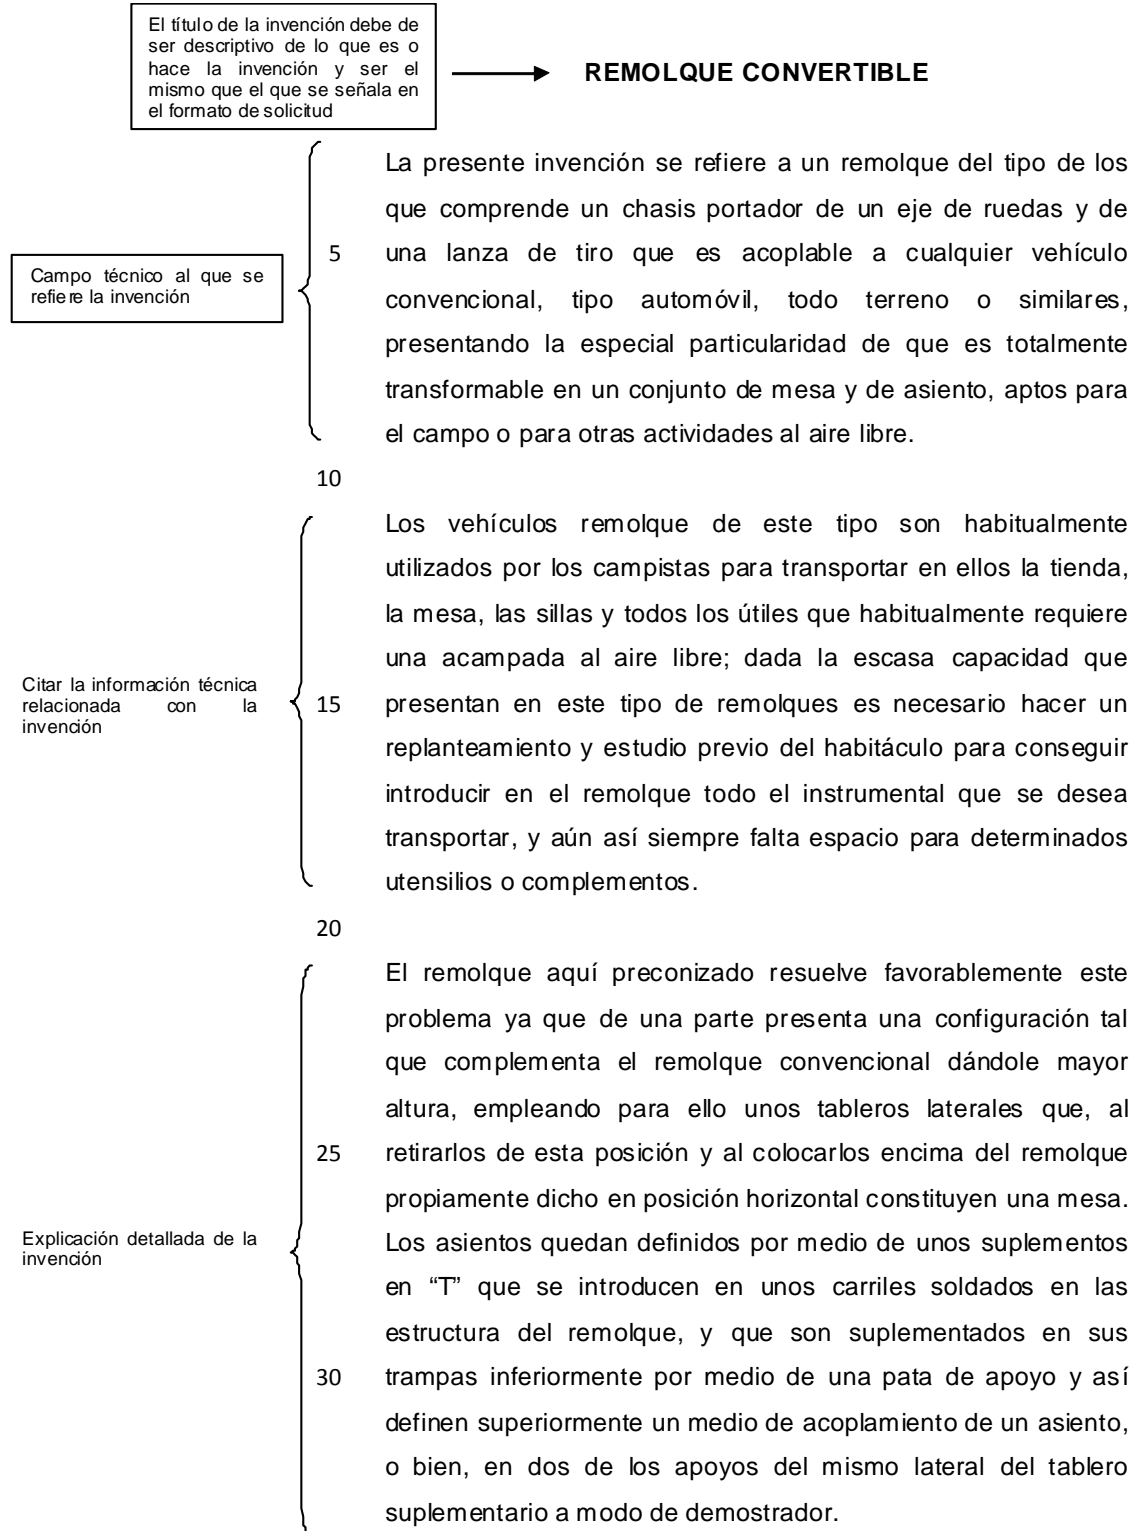 El título de la invención debe de
ser descriptivo de lo que es o
hace la invención y ser el
mismo que el que se señala en
el formato de solicitud
REMOLQUE CONVERTIBLE
Campo técnico al que se
refiere la invención
La presente invención se refiere a un remolque del tipo de los
que comprende un chasis portador de un eje de ruedas y de
5 una lanza de tiro que es acoplable a cualquier vehículo
convencional, tipo automóvil, todo terreno o similares,
presentando la especial particularidad de que es totalmente
transformable en un conjunto de mesa y de asiento, aptos para
el campo o para otras actividades al aire libre.
10
Citar la información técnica
relacionada con la
invención
Los vehículos remolque de este tipo son habitualmente
utilizados por los campistas para transportar en ellos la tienda,
la mesa, las sillas y todos los útiles que habitualmente requiere
una acampada al aire libre; dada la escasa capacidad que
15 presentan en este tipo de remolques es necesario hacer un
replanteamiento y estudio previo del habitáculo para conseguir
introducir en el remolque todo el instrumental que se desea
transportar, y aún así siempre falta espacio para determinados
utensilios o complementos.
20
Explicación detallada de la
invención
El remolque aquí preconizado resuelve favorablemente este
problema ya que de una parte presenta una configuración tal
que complementa el remolque convencional dándole mayor
altura, empleando para ello unos tableros laterales que, al
25 retirarlos de esta posición y al colocarlos encima del remolque
propiamente dicho en posición horizontal constituyen una mesa.
Los asientos quedan definidos por medio de unos suplementos
en “T” que se introducen en unos carriles soldados en las
estructura del remolque, y que son suplementados en sus
30 trampas inferiormente por medio de una pata de apoyo y así
definen superiormente un medio de acoplamiento de un asiento,
o bien, en dos de los apoyos del mismo lateral del tablero
suplementario a modo de demostrador.